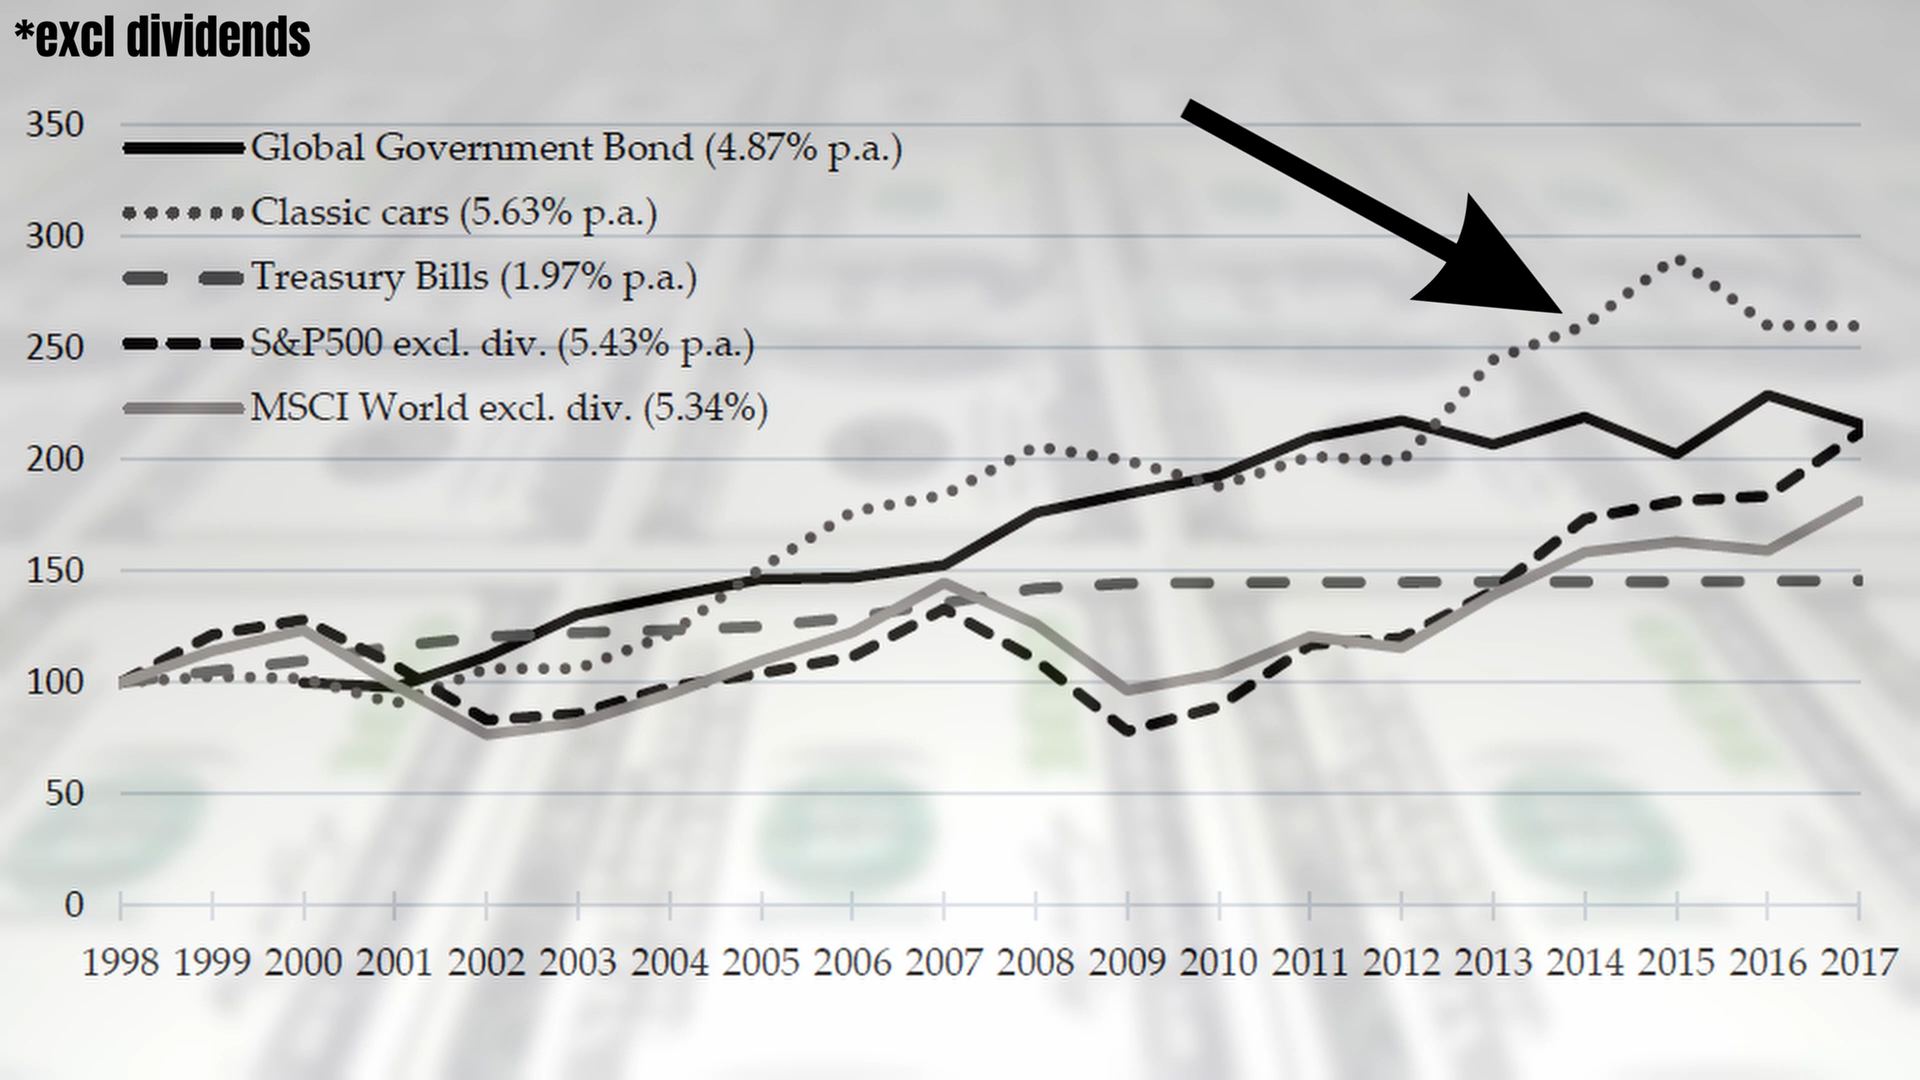 *excl dividends
350
Global Government Bond (4.87% p.a.)
Classic cars (5.63% p.a.)
300
Treasury Bills (1.97% p.a.)
250
S&P500 excl. div. (5.43% p.a.)
MSCI World excl. div. (5.34%)
200
150
100
50
0
1998 1999 2000 2001 2002 2003 2004 2005 2006 2007 2008 2009 2010 2011 2012 2013 2014 2015 2016 2017